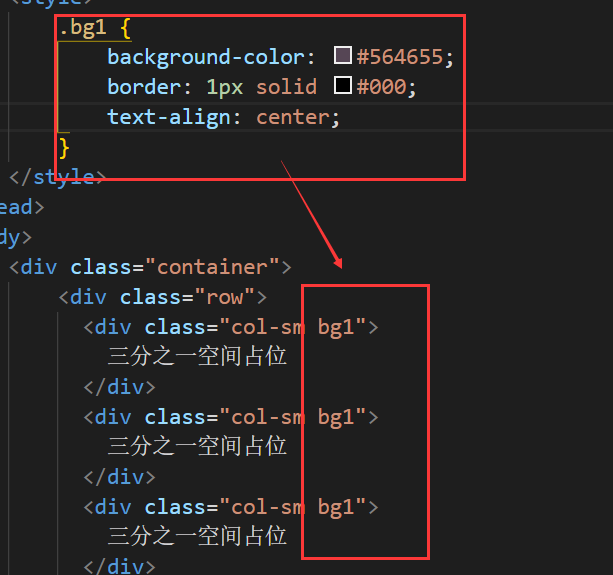 <style>
.bg1 {
background-color: #564655;
border: 1px solid #000;
text-align: center;
}
</style>
ead>
dy>
<div class="container">
<div class="row">
<div class="col-sm bg1">
三分之一空间占位
</div>
<div class="col-sm bg1">
三分之一空间占位
</div>
<div class="col-sm bg1">
三分之一空间占位
</div>